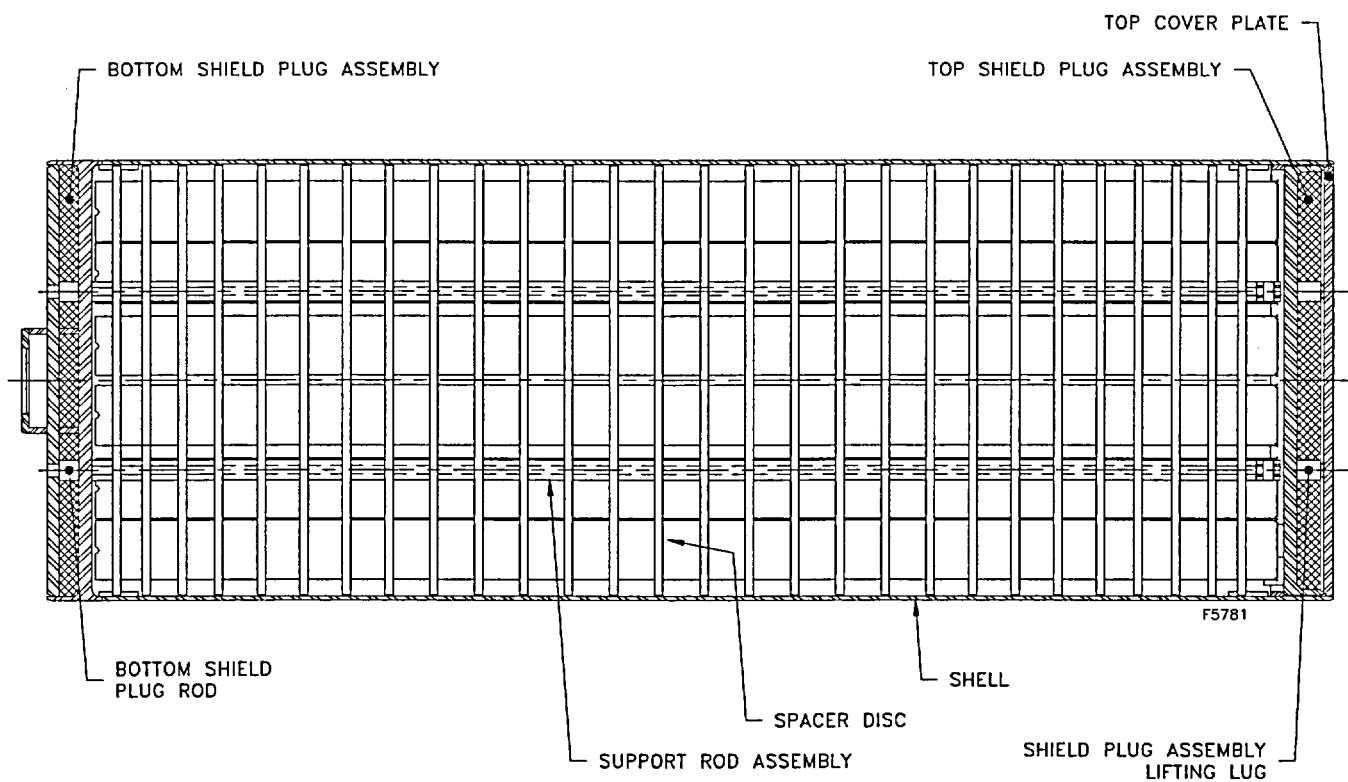 TOP COVER PLATE
BOTTOM SHIELD PLUG ASSEMBLY
TOP SHIELD PLUG ASSEMBLY
F5781
BOTTOM SHIELD
PLUG ROD
SHELL
SPACER DISC
SUPPORT ROD ASSEMBLY
SHIELD PLUG ASSEMBLY
LIFTING LUG